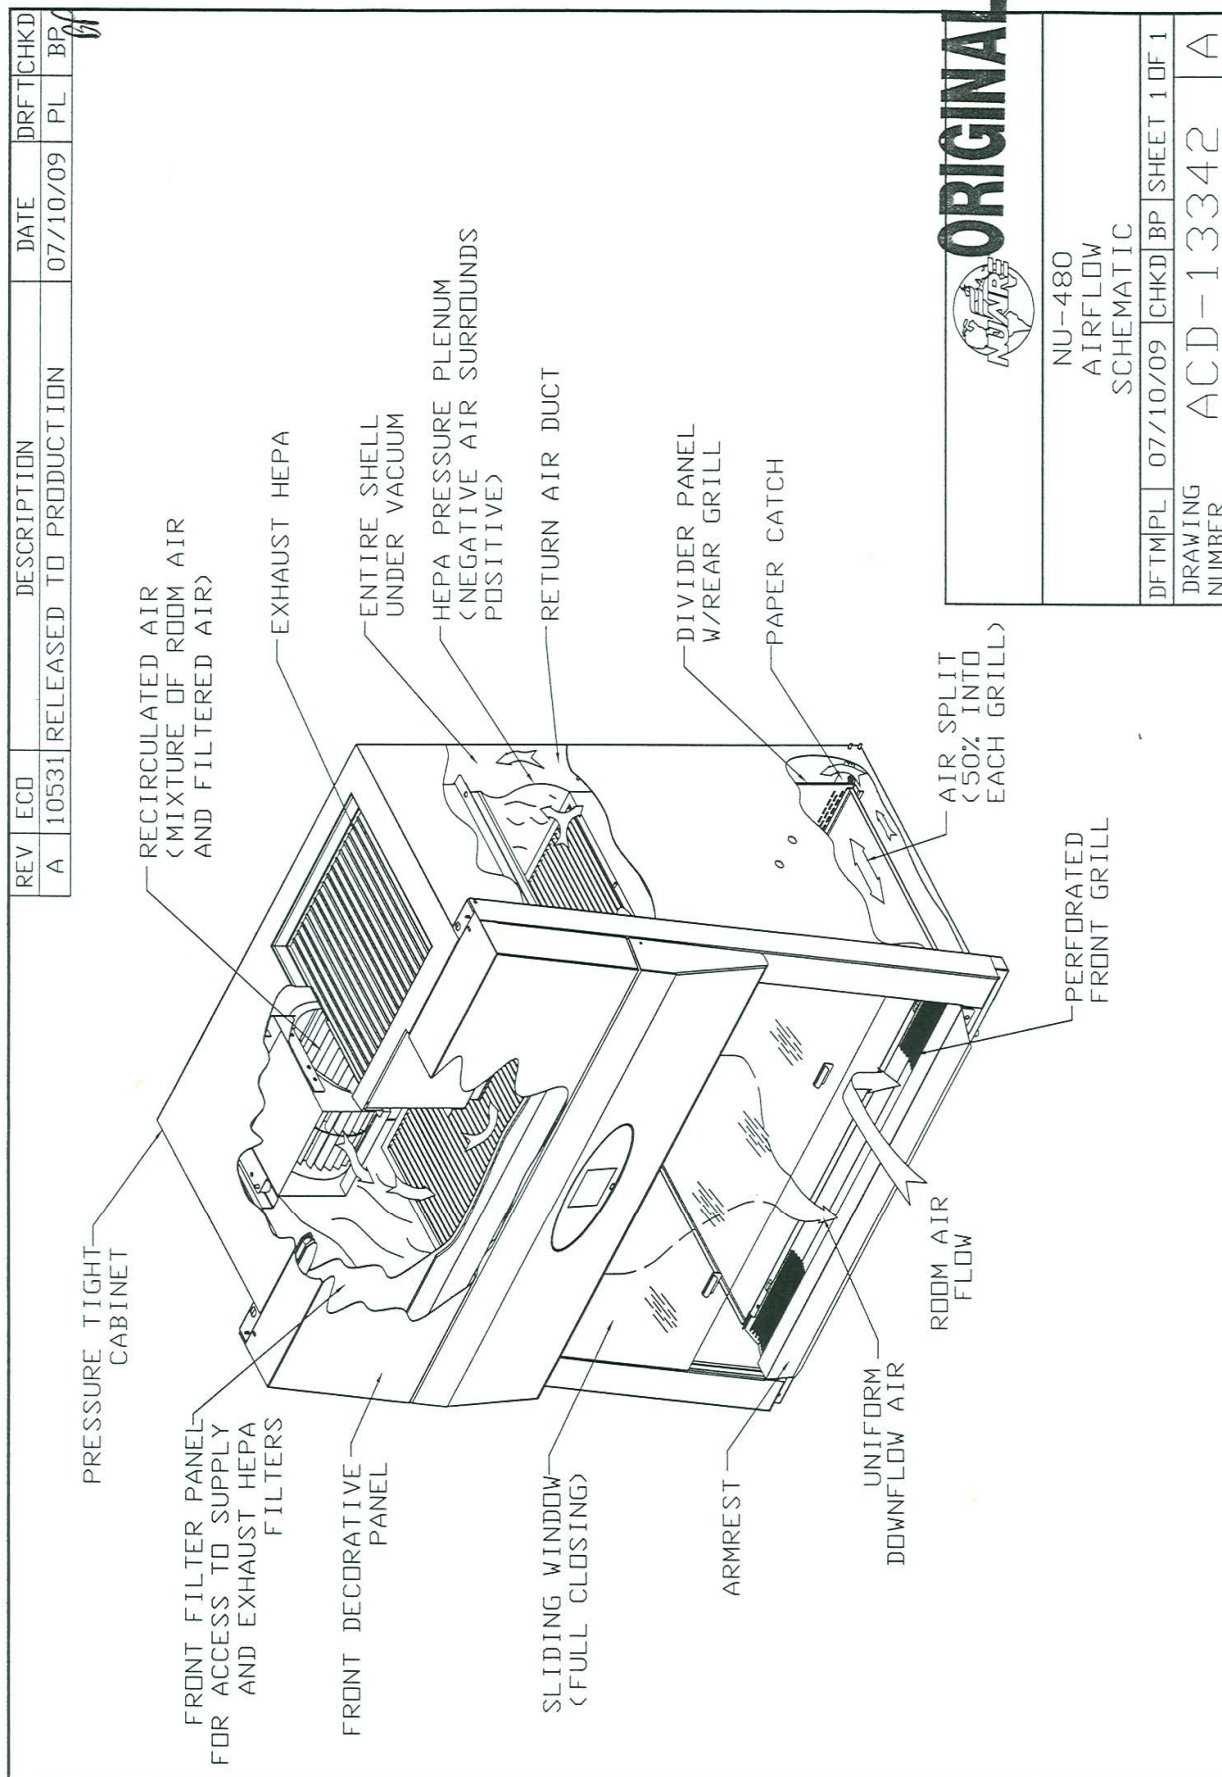 REV ECO DESCRIPTION DATE DRFT CHKD
A 10531 RELEASED TO PRODUCTION 07/10/09 PL BP
PRESSURE TIGHT
CABINET
RECIRCULATED AIR
(MIXTURE OF ROOM AIR
AND FILTERED AIR)
EXHAUST HEPA
ENTIRE SHELL
UNDER VACUUM
HEPA PRESSURE PLENUM
(NEGATIVE AIR SURROUNDS
POSITIVE)
RETURN AIR DUCT
DIVIDER PANEL
W/REAR GRILL
PAPER CATCH
AIR SPLIT
(50% INTO
EACH GRILL)
PERFORATED
FRONT GRILL
FRONT FILTER PANEL
FOR ACCESS TO SUPPLY
AND EXHAUST HEPA
FILTERS
FRONT DECORATIVE
PANEL
SLIDING WINDOW
(FULL CLOSING)
ARMREST
UNIFORM
DOWNFLOW AIR
ROOM AIR
FLOW
NUAIRE
ORIGINAL
NU-480
AIRFLOW
SCHEMATIC
DFTM PL 07/10/09 CHKD BP SHEET 1 OF 1
DRAWING
NUMBER
ACD-13342 A